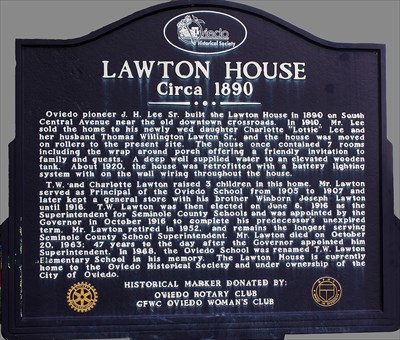 Oviedo
Historical Society
LAWTON HOUSE
Circa 1890
Oviedo pioneer J. H. Lee Sr. built the Lawton House in 1890 on South
Central Avenue near the old downtown crossroads. In 1910, Mr. Lee
sold the home to his newly wed daughter Charlotte "Lottie" Lee and
her husband Thomas Willington Lawton Sr., and the house was moved
on rollers to the present site. The house once contained 7 rooms
including the wrap around porch offering a friendly invitation to
family and guests. A deep well supplied water to an elevated wooden
tank. About 1920, the house was retrofitted with a battery lighting
system with on the wall wiring throughout the house.
T.W. and Charlotte Lawton raised 3 children in this home. Mr. Lawton
served as Principal of the Oviedo School from 1905 to 1907 and
later kept a general store with his brother Winborn Joseph Lawton
until 1916. T.W. Lawton was then elected on June 6, 1916 as the
Superintendent for Seminole County Schools and was appointed by the
Governor in October 1916 to complete his predecessor's unexpired
term. Mr. Lawton retired in 1952, and remains the longest serving
Seminole County School Superintendent. Mr. Lawton died on October
20, 1963; 47 years to the day after the Governor appointed him
Superintendent. In 1968, the Oviedo School was renamed T.W. Lawton
Elementary School in his memory. The Lawton House is currently
home to the Oviedo Historical Society and under ownership of the
City of Oviedo.
HISTORICAL MARKER DONATED BY:
OVIEDO ROTARY CLUB
GFWC OVIEDO WOMAN'S CLUB